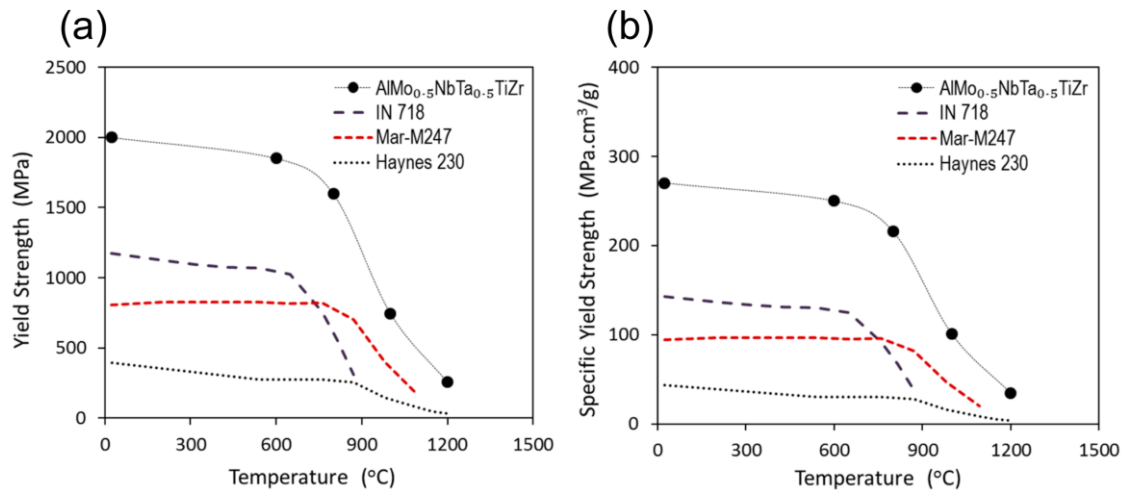 (a)
Yield Strength (MPa)
2500
2000
1500
1000
500
0
AlMo₀.₅NbTa₀.₅TiZr
IN 718
Mar-M247
Haynes 230
0 300 600 900 1200 1500
Temperature (°C)
(b)
Specific Yield Strength (MPa.cm³/g)
400
300
200
100
0
AlMo₀.₅NbTa₀.₅TiZr
IN 718
Mar-M247
Haynes 230
0 300 600 900 1200 1500
Temperature (°C)